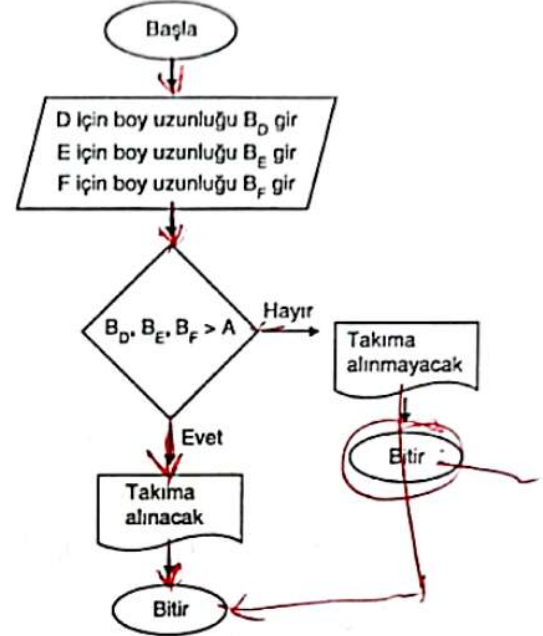 Başla
D için boy uzunluğu B_D gir
E için boy uzunluğu B_E gir
F için boy uzunluğu B_F gir
B_D, B_E, B_F > A
Hayır
Takıma
alınmayacak
Bitir
Evet
Takıma
alınacak
Bitir